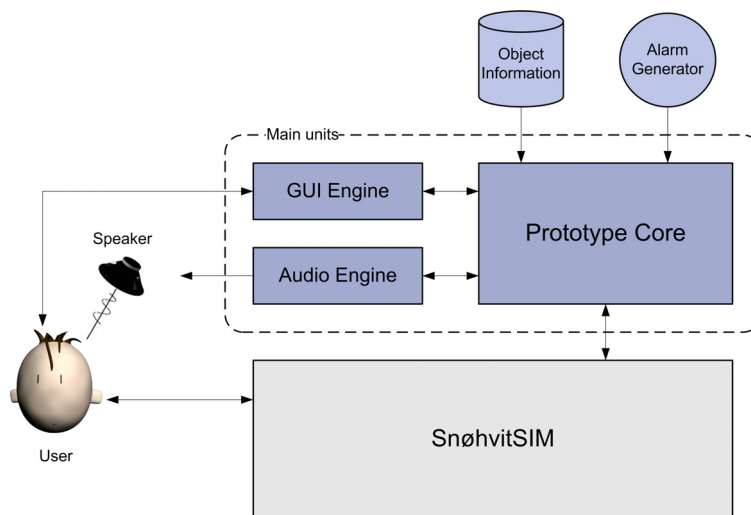 Object
Information
Alarm
Generator
Main units
GUI Engine
Prototype Core
Speaker
Audio Engine
SnøhvitSIM
User